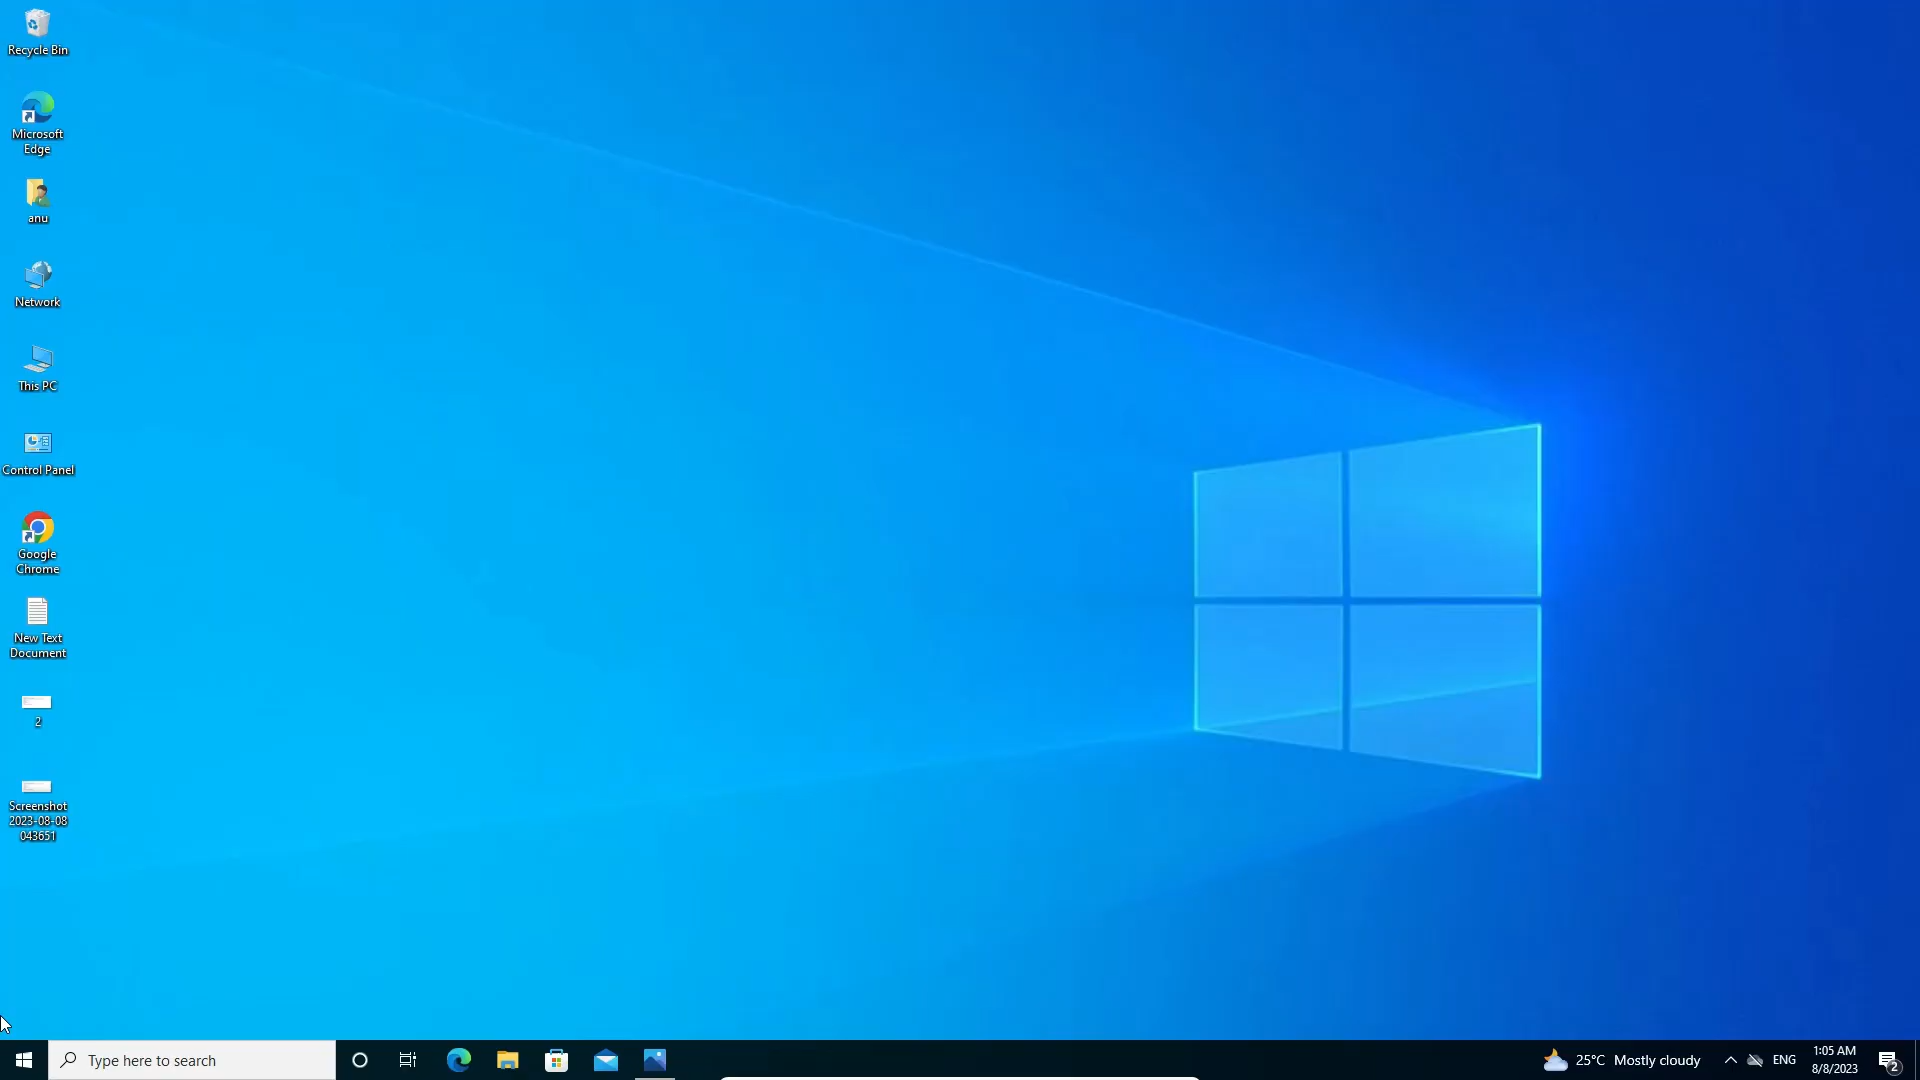 Recycle Bin
Microsoft
Edge
anu
Network
This PC
Control Panel
Google
Chrome
New Text
Document
2
Screenshot
2023-08-08
043651
Type here to search
25°C Mostly cloudy
ENG
1:05 AM
8/8/2023
2